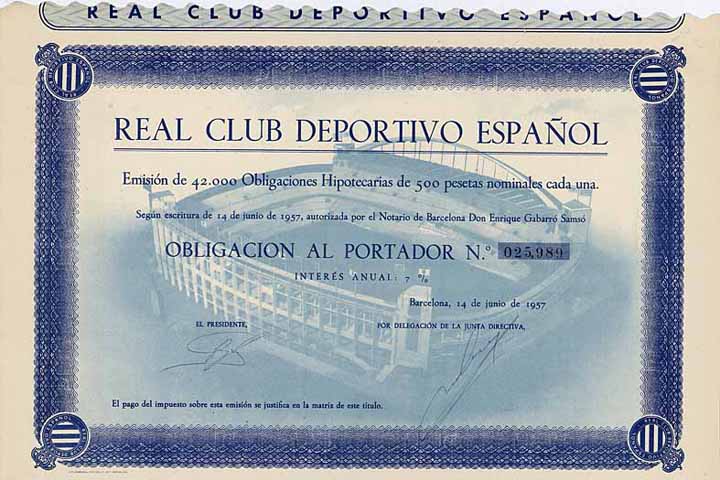 REAL CLUB DEPORTIVO ESPAÑOL
REAL CLUB DEPORTIVO ESPAÑOL
Emisión de 42.000 Obligaciones Hipotecarias de 500 pesetas nominales cada una.
Según escritura de 14 de junio de 1957, autorizada por el Notario de Barcelona Don Enrique Gabarró Samsó
OBLIGACION AL PORTADOR N.º 025,989
INTERÉS ANUAL: 7 %
Barcelona, 14 de junio de 1957
EL PRESIDENTE, POR DELEGACIÓN DE LA JUNTA DIRECTIVA,
El pago del impuesto sobre esta emisión se justifica en la matriz de este título.